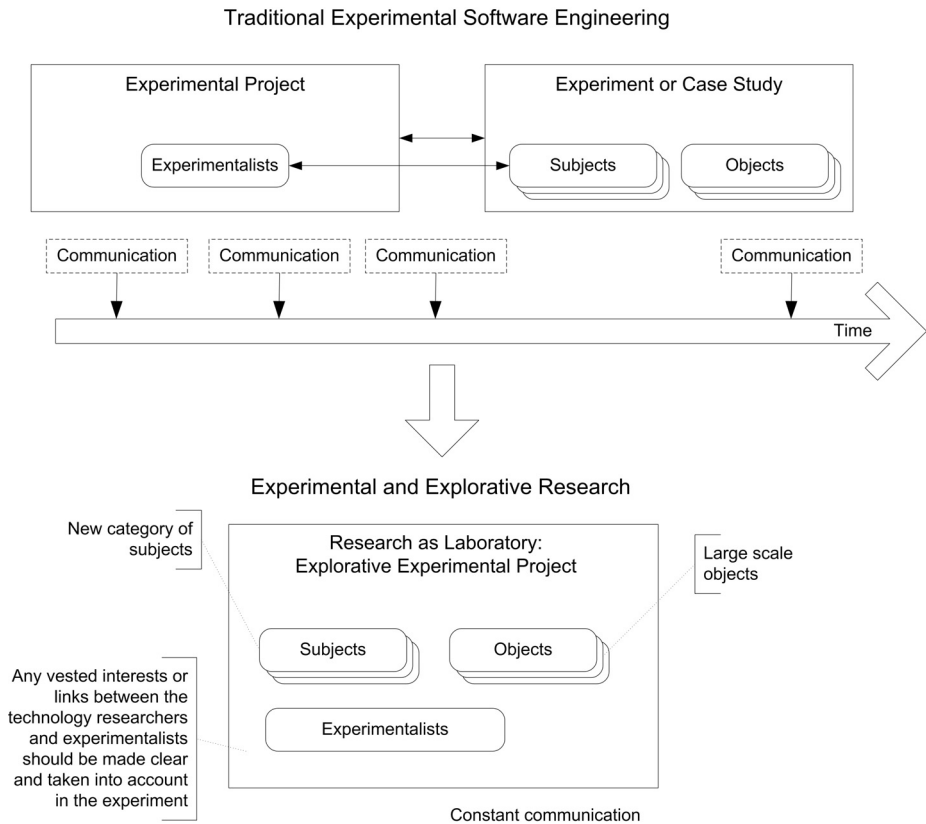 Traditional Experimental Software Engineering
Experimental Project
Experiment or Case Study
Experimentalists
Subjects
Objects
Communication
Communication
Communication
Communication
Time
Experimental and Explorative Research
New category of
subjects
Research as Laboratory:
Explorative Experimental Project
Large scale
objects
Subjects
Objects
Any vested interests or
links between the
technology researchers
and experimentalists
should be made clear
and taken into account
in the experiment
Experimentalists
Constant communication